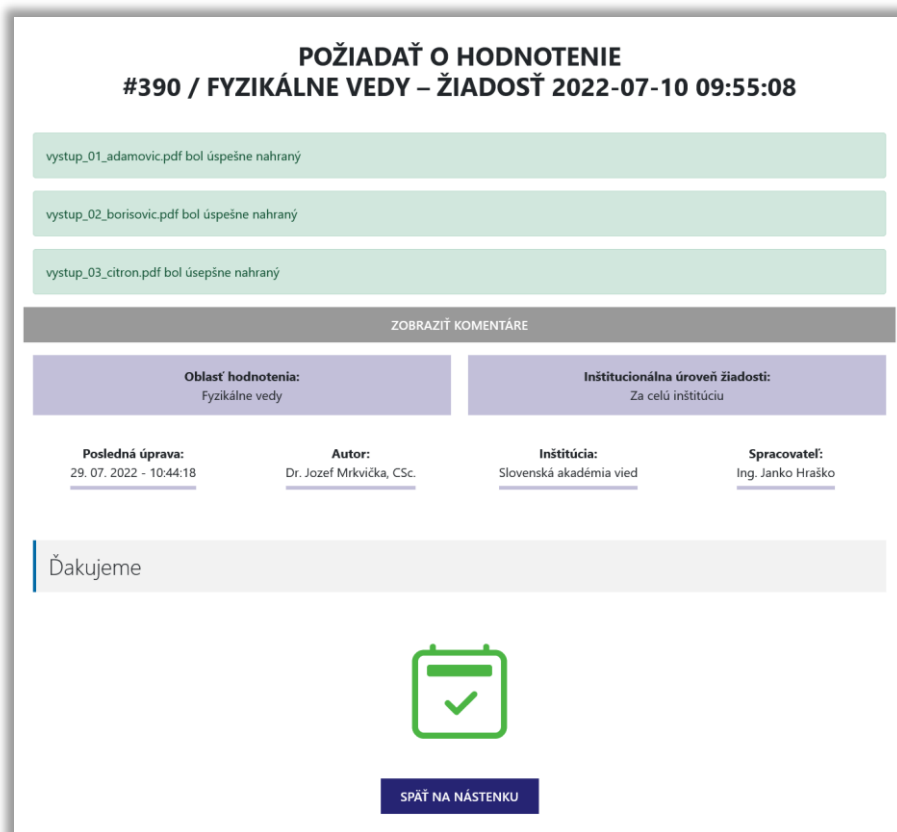 POŽIADAŤ O HODNOTENIE
#390 / FYZIKÁLNE VEDY – ŽIADOSŤ 2022-07-10 09:55:08
vystup_01_adamovic.pdf bol úspešne nahraný
vystup_02_borisovic.pdf bol úspešne nahraný
vystup_03_citron.pdf bol úsepšne nahraný
ZOBRAZIŤ KOMENTÁRE
Oblasť hodnotenia:
Fyzikálne vedy
Inštitucionálna úroveň žiadosti:
Za celú inštitúciu
Posledná úprava:
29. 07. 2022 - 10:44:18
Autor:
Dr. Jozef Mrkvička, CSc.
Inštitúcia:
Slovenská akadémia vied
Spracovateľ:
Ing. Janko Hraško
Ďakujeme
SPÄŤ NA NÁSTENKU